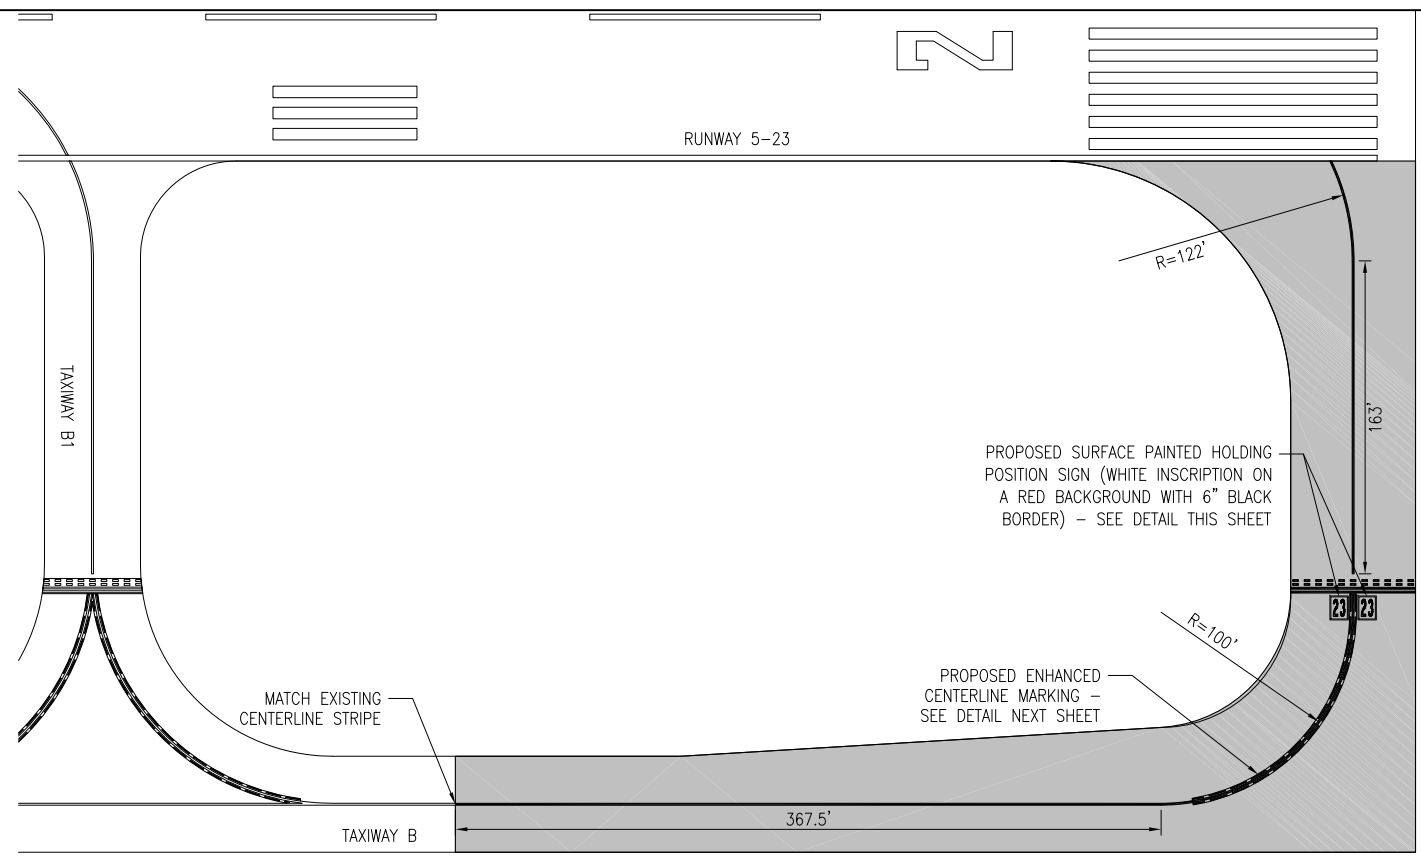 2
RUNWAY 5-23
R=122'
TAXIWAY B1
163'
PROPOSED SURFACE PAINTED HOLDING
POSITION SIGN (WHITE INSCRIPTION ON
A RED BACKGROUND WITH 6" BLACK
BORDER) – SEE DETAIL THIS SHEET
23
23
R=100'
PROPOSED ENHANCED
CENTERLINE MARKING –
SEE DETAIL NEXT SHEET
MATCH EXISTING
CENTERLINE STRIPE
367.5'
TAXIWAY B